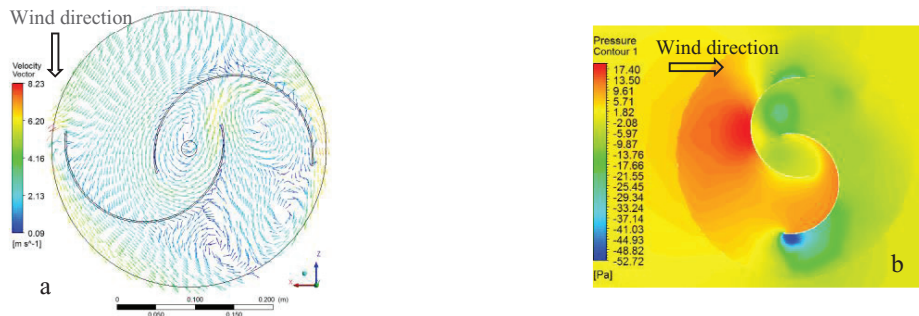 Wind direction
Velocity
Vector
8.23
6.20
4.16
2.13
0.09
[m s^-1]
a
Z
X
0 0.100 0.200 (m)
0.050 0.150
Pressure
Contour 1
Wind direction
17.40
13.50
9.61
5.71
1.82
-2.08
-5.97
-9.87
-13.76
-17.66
-21.55
-25.45
-29.34
-33.24
-37.14
-41.03
-44.93
-48.82
-52.72
[Pa]
b